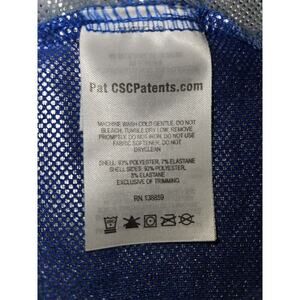 Pat CSCPatents.com
MACHINE WASH COLD GENTLE, DO NOT
BLEACH, TUMBLE DRY LOW, REMOVE
PROMPTLY, DO NOT IRON, DO NOT USE
FABRIC SOFTENER, DO NOT
DRYCLEAN
SHELL: 93% POLYESTER, 7% ELASTANE
SHELL SIDES: 92% POLYESTER,
8% ELASTANE
EXCLUSIVE OF TRIMMING
RN 138859